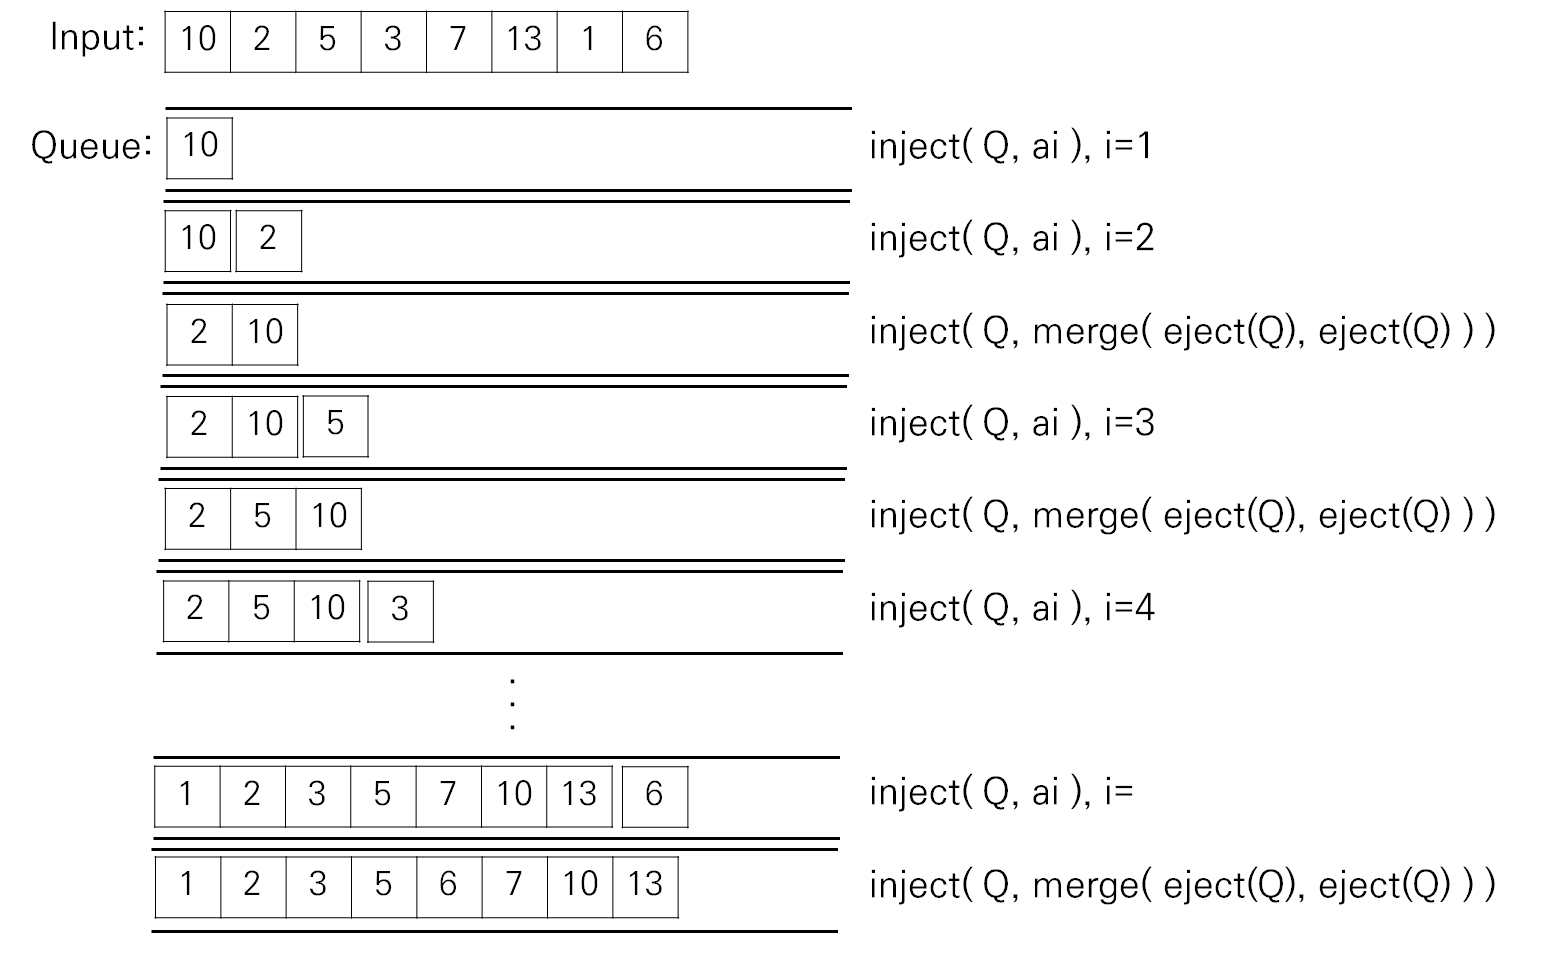 Input: 10 2 5 3 7 13 1 6
Queue: 10 inject( Q, ai ), i=1
10 2 inject( Q, ai ), i=2
2 10 inject( Q, merge( eject(Q), eject(Q) ) )
2 10 5 inject( Q, ai ), i=3
2 5 10 inject( Q, merge( eject(Q), eject(Q) ) )
2 5 10 3 inject( Q, ai ), i=4
1 2 3 5 7 10 13 6 inject( Q, ai ), i=
1 2 3 5 6 7 10 13 inject( Q, merge( eject(Q), eject(Q) ) )